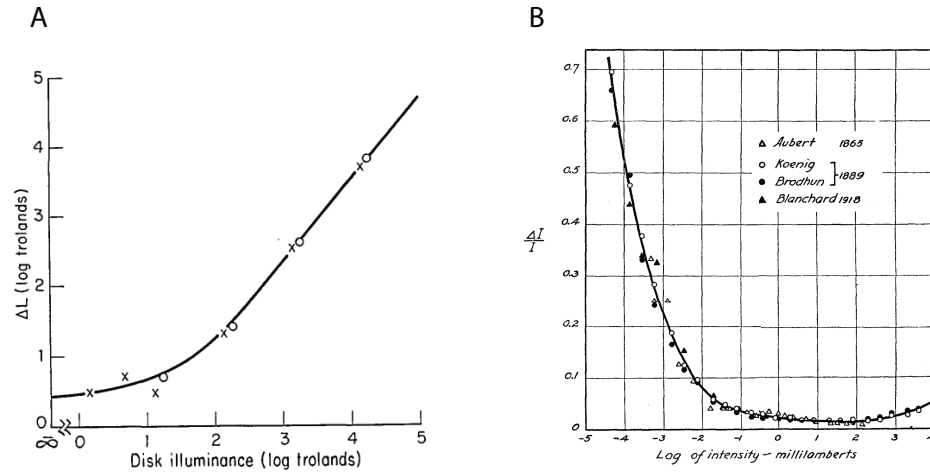 A
5
4
3
2
1
0
ΔL (log trolands)
∞
0
1
2
3
4
5
Disk illuminance (log trolands)
B
0.7
0.6
0.5
0.4
0.3
0.2
0.1
0
ΔI
I
Aubert 1865
Koenig
Brodhun
1889
Blanchard 1918
-5
-4
-3
-2
-1
0
1
2
3
4
Log of intensity - millilamberts